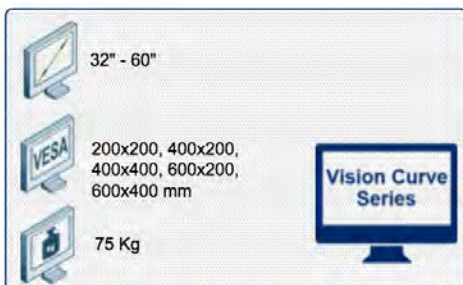 32" - 60"
VESA
200x200, 400x200,
400x400, 600x200,
600x400 mm
Vision Curve
Series
75 Kg